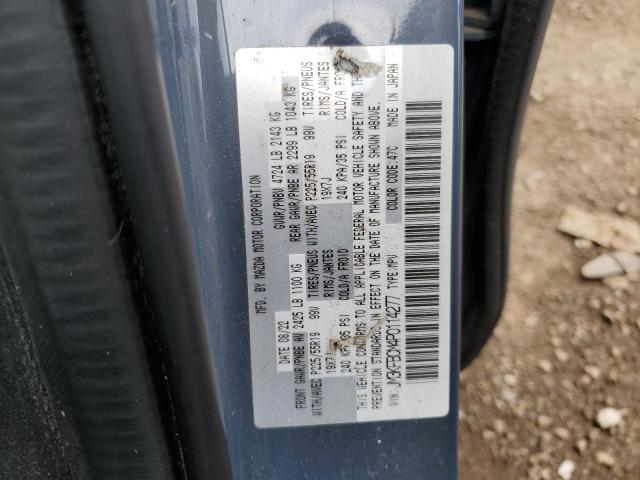 MFD. BY MAZDA MOTOR CORPORATION
DATE 08/22 GVWR/PNBV 4724 LB 2143 KG
FRONT GAWR/PNBE AV 2425 LB 1100 KG REAR GAWR/PNBE AR 2299 LB 1043 KG
WITH/AVEC P225/55R19 99V TIRES/PNEUS WITH/AVEC P225/55R19 99V TIRES/PNEUS
19X7J RIMS/JANTES 19X7J RIMS/JANTES
240 KPA/35 PSI COLD/A FROID 240 KPA/35 PSI COLD/A FROID
THIS VEHICLE CONFORMS TO ALL APPLICABLE FEDERAL MOTOR VEHICLE SAFETY AND
PREVENTION STANDARDS IN EFFECT ON THE DATE OF MANUFACTURE SHOWN ABOVE.
COLOR CODE:47C MADE IN JAPAN
VIN: TYPE:MPV